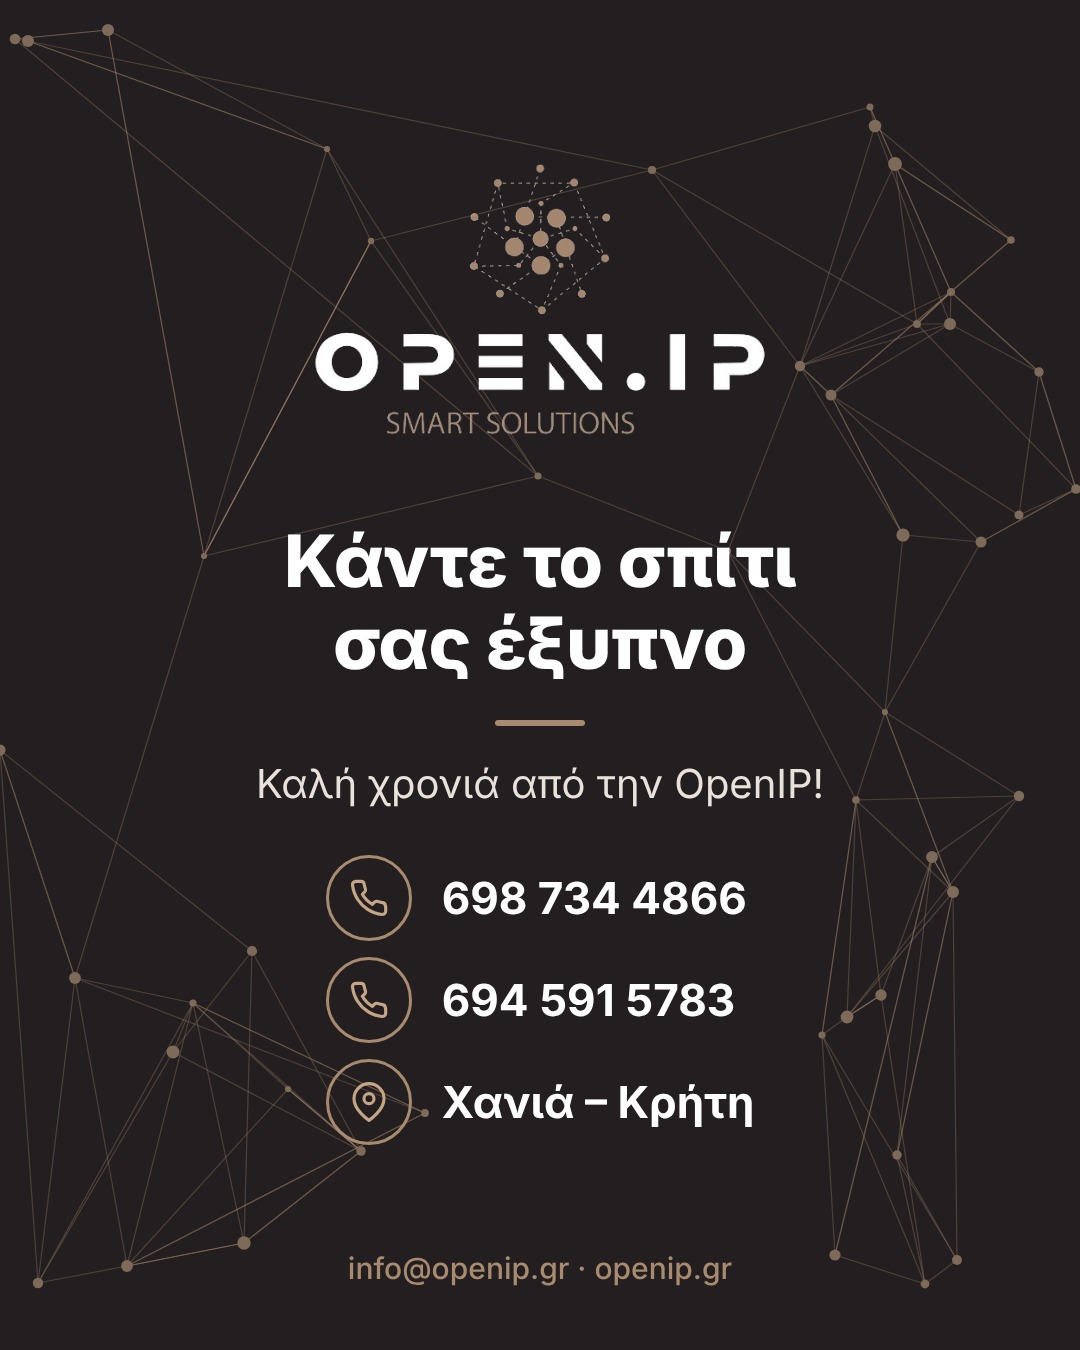 OPEN.IP
SMART SOLUTIONS
Κάντε το σπίτι
σας έξυπνο
Καλή χρονιά από την OpenIP!
698 734 4866
694 591 5783
Χανιά – Κρήτη
info@openip.gr · openip.gr